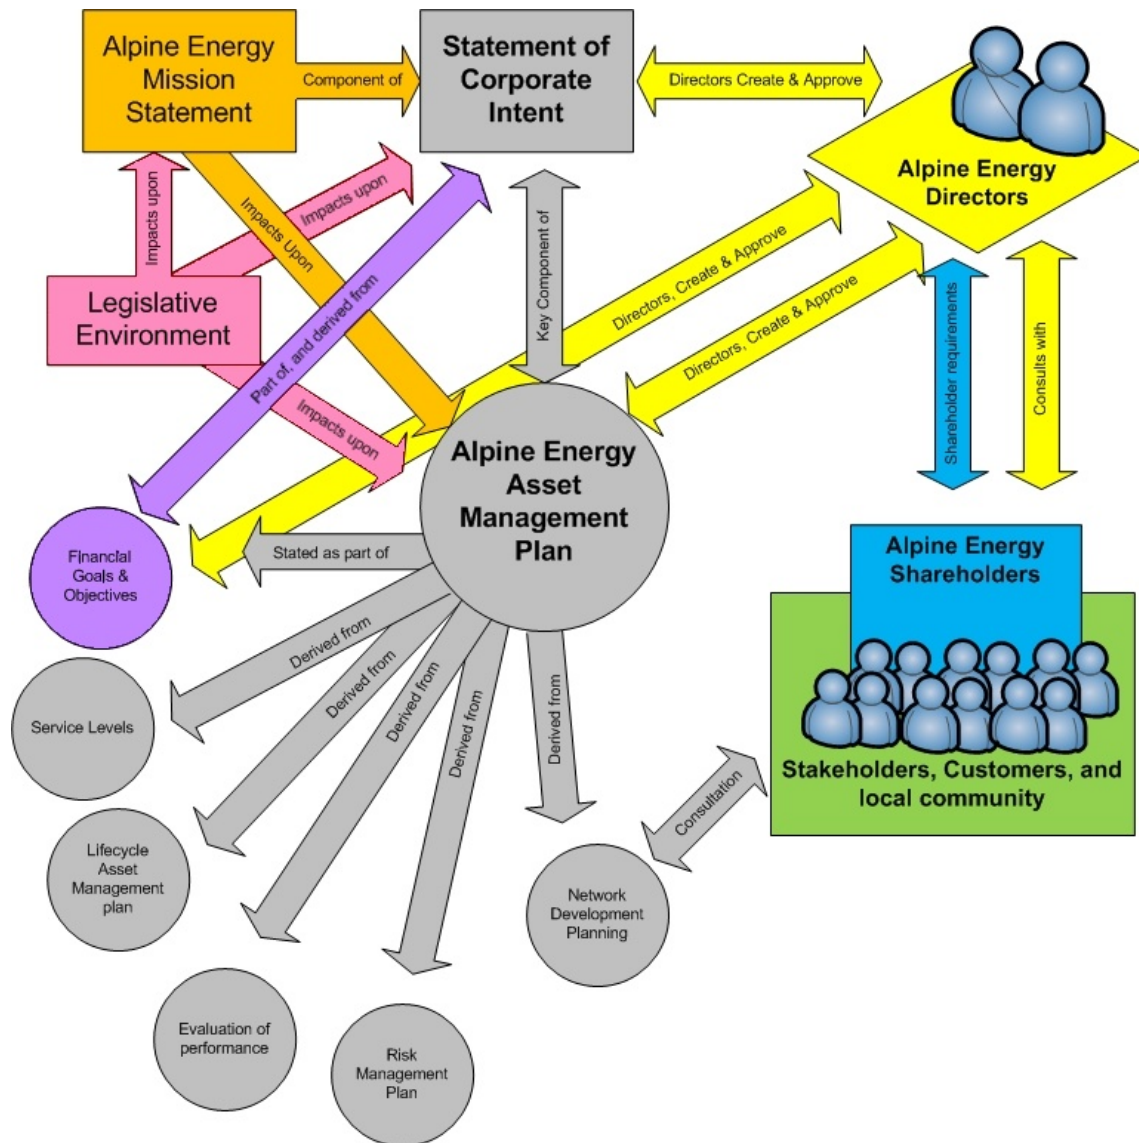 Alpine Energy
Mission
Statement
Component of
Statement of
Corporate
Intent
Directors Create & Approve
Alpine Energy
Directors
Impacts upon
Impacts upon
Impacts Upon
Legislative
Environment
Part of, and derived from
Key Component of
Directors, Create & Approve
Directors, Create & Approve
Shareholder requirements
Consults with
Impacts upon
Alpine Energy
Asset
Management
Plan
Financial
Goals &
Objectives
Stated as part of
Alpine Energy
Shareholders
Stakeholders, Customers, and
local community
Derived from
Derived from
Derived from
Derived from
Derived from
Consultation
Service Levels
Lifecycle
Asset
Management
plan
Network
Development
Planning
Evaluation of
performance
Risk
Management
Plan